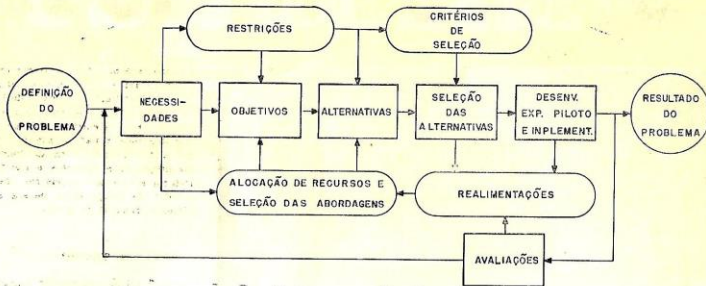 RESTRIÇÕES
CRITÉRIOS
DE
SELEÇÃO
DEFINIÇÃO
DO
PROBLEMA
NECESSI-
DADES
OBJETIVOS
ALTERNATIVAS
SELEÇÃO
DAS
ALTERNATIVAS
DESENV.
EXP. PILOTO
E INPLEMENT.
RESULTADO
DO
PROBLEMA
ALOCAÇÃO DE RECURSOS E
SELEÇÃO DAS ABORDAGENS
REALIMENTAÇÕES
AVALIAÇÕES